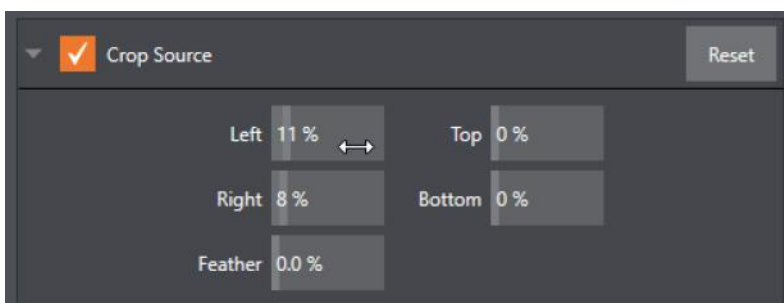 Crop Source Reset
Left 11 % Top 0 %
Right 8 % Bottom 0 %
Feather 0.0 %